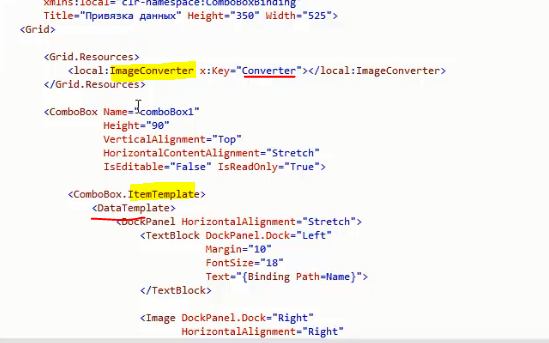 xmlns:local="clr-namespace:ComboBoxBinding"
Title="Привязка данных" Height="350" Width="525">
<Grid>
<Grid.Resources>
<local:ImageConverter x:Key="Converter"></local:ImageConverter>
</Grid.Resources>
<ComboBox Name="comboBox1"
Height="90"
VerticalAlignment="Top"
HorizontalContentAlignment="Stretch"
IsEditable="False" IsReadOnly="True">
<ComboBox.ItemTemplate>
<DataTemplate>
<DockPanel HorizontalAlignment="Stretch">
<TextBlock DockPanel.Dock="Left"
Margin="10"
FontSize="18"
Text="{Binding Path=Name}">
</TextBlock>
<Image DockPanel.Dock="Right"
HorizontalAlignment="Right"